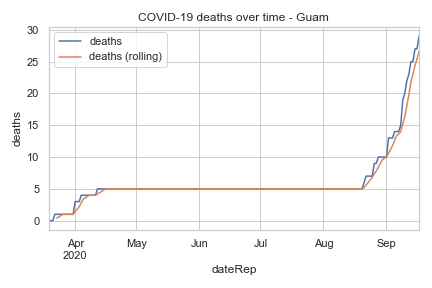 COVID-19 deaths over time - Guam
deaths
deaths (rolling)
30
25
20
15
10
5
0
deaths
Apr
2020
May
Jun
Jul
Aug
Sep
dateRep